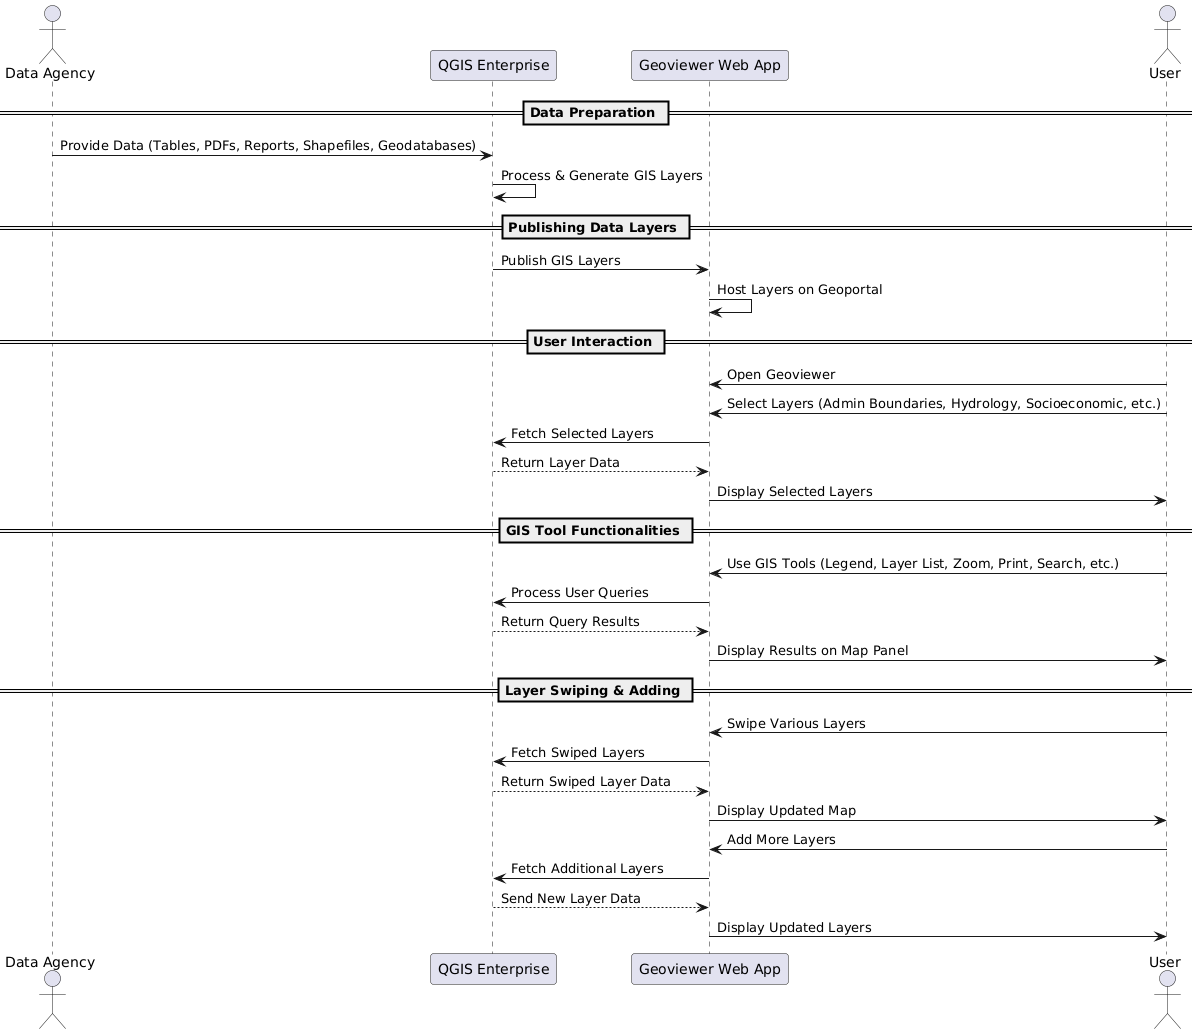 Data Agency
QGIS Enterprise
Geoviewer Web App
User
Data Preparation
Provide Data (Tables, PDFs, Reports, Shapefiles, Geodatabases)
Process & Generate GIS Layers
Publishing Data Layers
Publish GIS Layers
Host Layers on Geoportal
User Interaction
Open Geoviewer
Select Layers (Admin Boundaries, Hydrology, Socioeconomic, etc.)
Fetch Selected Layers
Return Layer Data
Display Selected Layers
GIS Tool Functionalities
Use GIS Tools (Legend, Layer List, Zoom, Print, Search, etc.)
Process User Queries
Return Query Results
Display Results on Map Panel
Layer Swiping & Adding
Swipe Various Layers
Fetch Swiped Layers
Return Swiped Layer Data
Display Updated Map
Add More Layers
Fetch Additional Layers
Send New Layer Data
Display Updated Layers
Data Agency
QGIS Enterprise
Geoviewer Web App
User